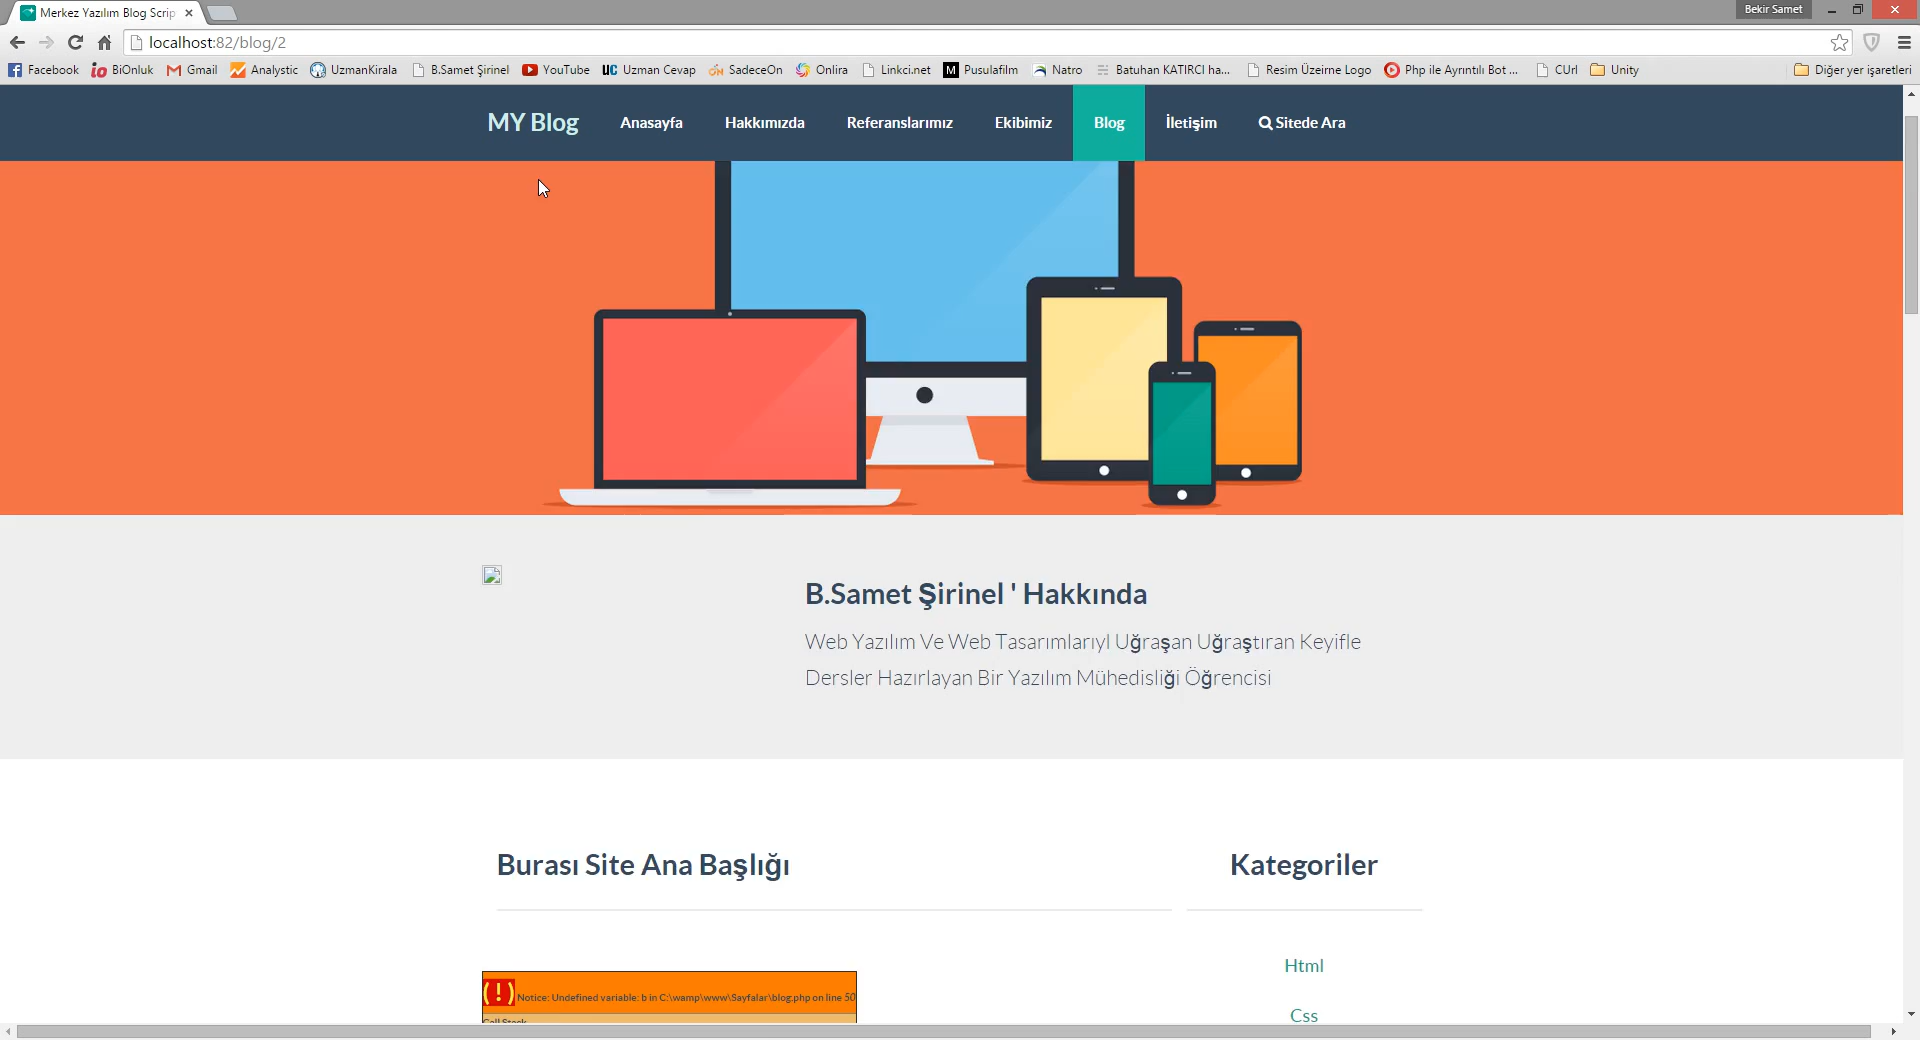 Merkez Yazılım Blog Scrip
Bekir Samet
localhost:82/blog/2
Facebook BiOnluk Gmail Analystic UzmanKirala B.Samet Şirinel YouTube Uzman Cevap SadeceOn Onlira Linkci.net Pusulafilm Natro Batuhan KATIRCI ha... Resim Üzeirne Logo Php ile Ayrıntılı Bot ... CUrl Unity Diğer yer işaretleri
MY Blog Anasayfa Hakkımızda Referanslarımız Ekibimiz Blog İletişim Sitede Ara
B.Samet Şirinel ' Hakkında
Web Yazılım Ve Web Tasarımlarıyl Uğraşan Uğraştıran Keyifle
Dersler Hazırlayan Bir Yazılım Mühedisliği Öğrencisi
Burası Site Ana Başlığı
Kategoriler
Html
(!) Notice: Undefined variable: b in C:\wamp\www\Sayfalar\blog.php on line 50
Css
Call Stack